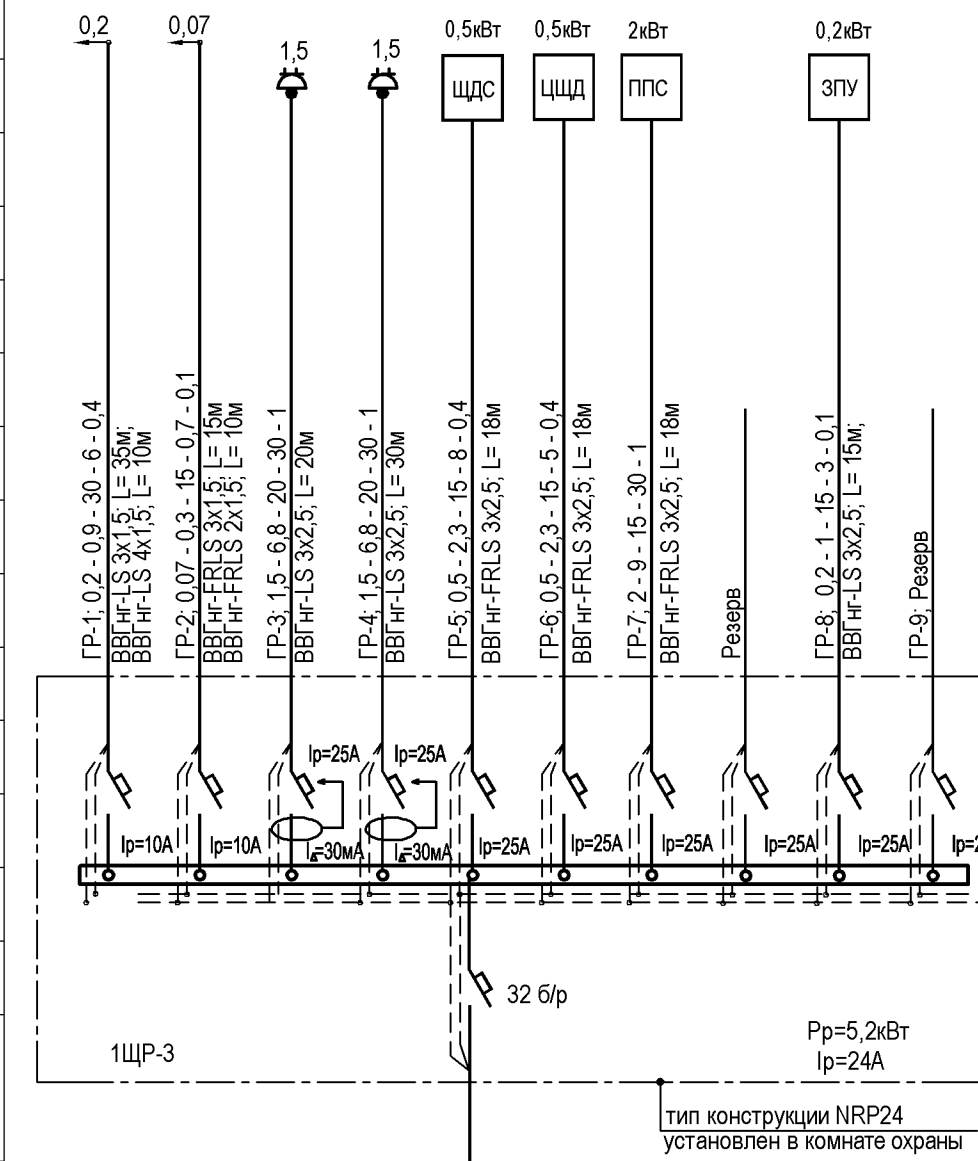 0,2
0,07
1,5
1,5
0,5кВт
0,5кВт
2кВт
0,2кВт
ЩДС
ЦЩД
ППС
ЗПУ
ГР-1; 0,2 - 0,9 - 30 - 6 - 0,4
ВВГнг-LS 3х1,5; L= 35м;
ВВГнг-LS 4х1,5; L= 10м
ГР-2; 0,07 - 0,3 - 15 - 0,7 - 0,1
ВВГнг-FRLS 3х1,5; L= 15м
ВВГнг-FRLS 2х1,5; L= 10м
ГР-3; 1,5 - 6,8 - 20 - 30 - 1
ВВГнг-LS 3х2,5; L= 20м
ГР-4; 1,5 - 6,8 - 20 - 30 - 1
ВВГнг-LS 3х2,5; L= 30м
ГР-5; 0,5 - 2,3 - 15 - 8 - 0,4
ВВГнг-FRLS 3х2,5; L= 18м
ГР-6; 0,5 - 2,3 - 15 - 5 - 0,4
ВВГнг-FRLS 3х2,5; L= 18м
ГР-7; 2 - 9 - 15 - 30 - 1
ВВГнг-FRLS 3х2,5; L= 18м
Резерв
ГР-8; 0,2 - 1 - 15 - 3 - 0,1
ВВГнг-LS 3х2,5; L= 15м;
ГР-9; Резерв
Iр=25А
Iр=25А
Iр=10А
Iр=10А
I∆=30мА
I∆=30мА
Iр=25А
Iр=25А
Iр=25А
Iр=25А
Iр=25А
Iр=2
32 б/р
1ЩР-3
Рр=5,2кВт
Iр=24А
тип конструкции NRP24
установлен в комнате охраны